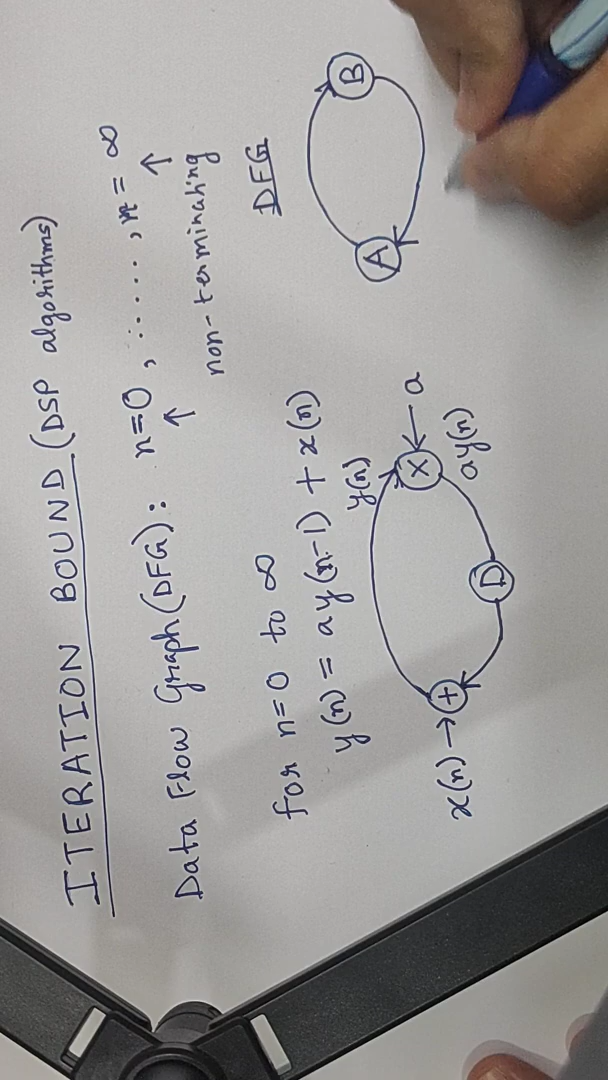 ITERATION BOUND (DSP algorithms)
Data Flow Graph (DFG): n=0, ......, n = ∞
↑ ↑
non-terminating
for n=0 to ∞
y(n) = ay(n-1) + x(n)
DFG
y(n)
x(n) → + X ← a
D
ay(n)
A B